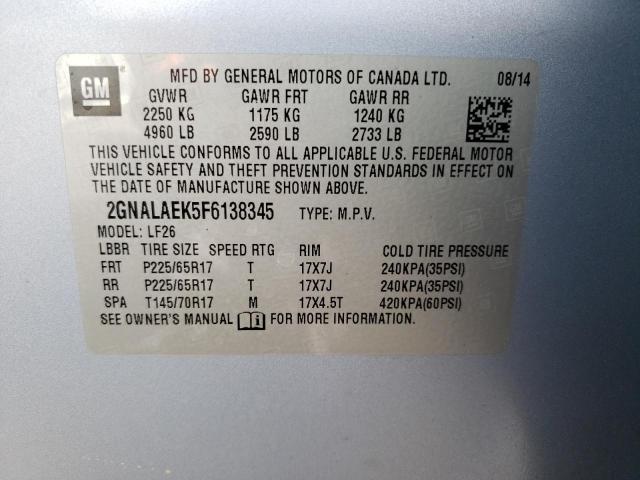 GM
MFD BY GENERAL MOTORS OF CANADA LTD. 08/14
GVWR GAWR FRT GAWR RR
2250 KG 1175 KG 1240 KG
4960 LB 2590 LB 2733 LB
THIS VEHICLE CONFORMS TO ALL APPLICABLE U.S. FEDERAL MOTOR
VEHICLE SAFETY AND THEFT PREVENTION STANDARDS IN EFFECT ON
THE DATE OF MANUFACTURE SHOWN ABOVE.
2GNALAEK5F6138345 TYPE: M.P.V.
MODEL: LF26
LBBR TIRE SIZE SPEED RTG RIM COLD TIRE PRESSURE
FRT P225/65R17 T 17X7J 240KPA(35PSI)
RR P225/65R17 T 17X7J 240KPA(35PSI)
SPA T145/70R17 M 17X4.5T 420KPA(60PSI)
SEE OWNER'S MANUAL FOR MORE INFORMATION.